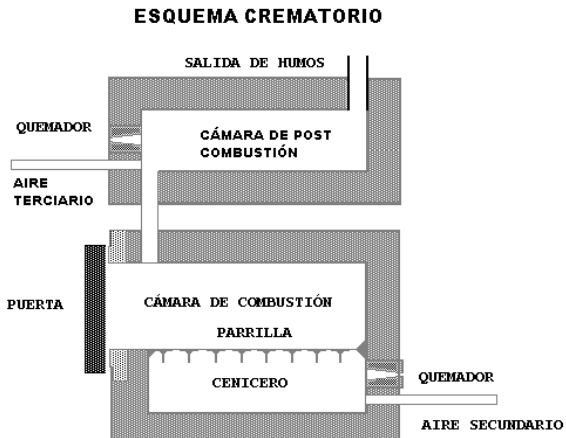 ESQUEMA CREMATORIO
SALIDA DE HUMOS
QUEMADOR
CÁMARA DE POST
COMBUSTIÓN
AIRE
TERCIARIO
PUERTA
CÁMARA DE COMBUSTIÓN
PARRILLA
CENICERO
QUEMADOR
AIRE SECUNDARIO